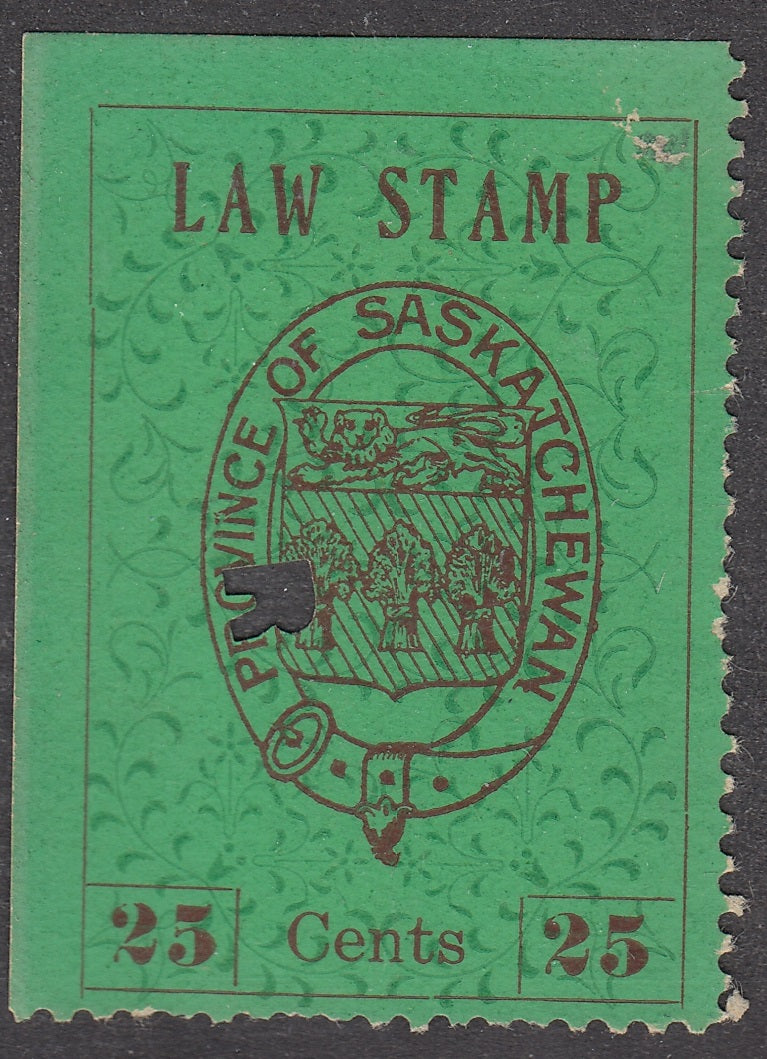 LAW STAMP
PROVINCE OF SASKATCHEWAN
25 Cents 25